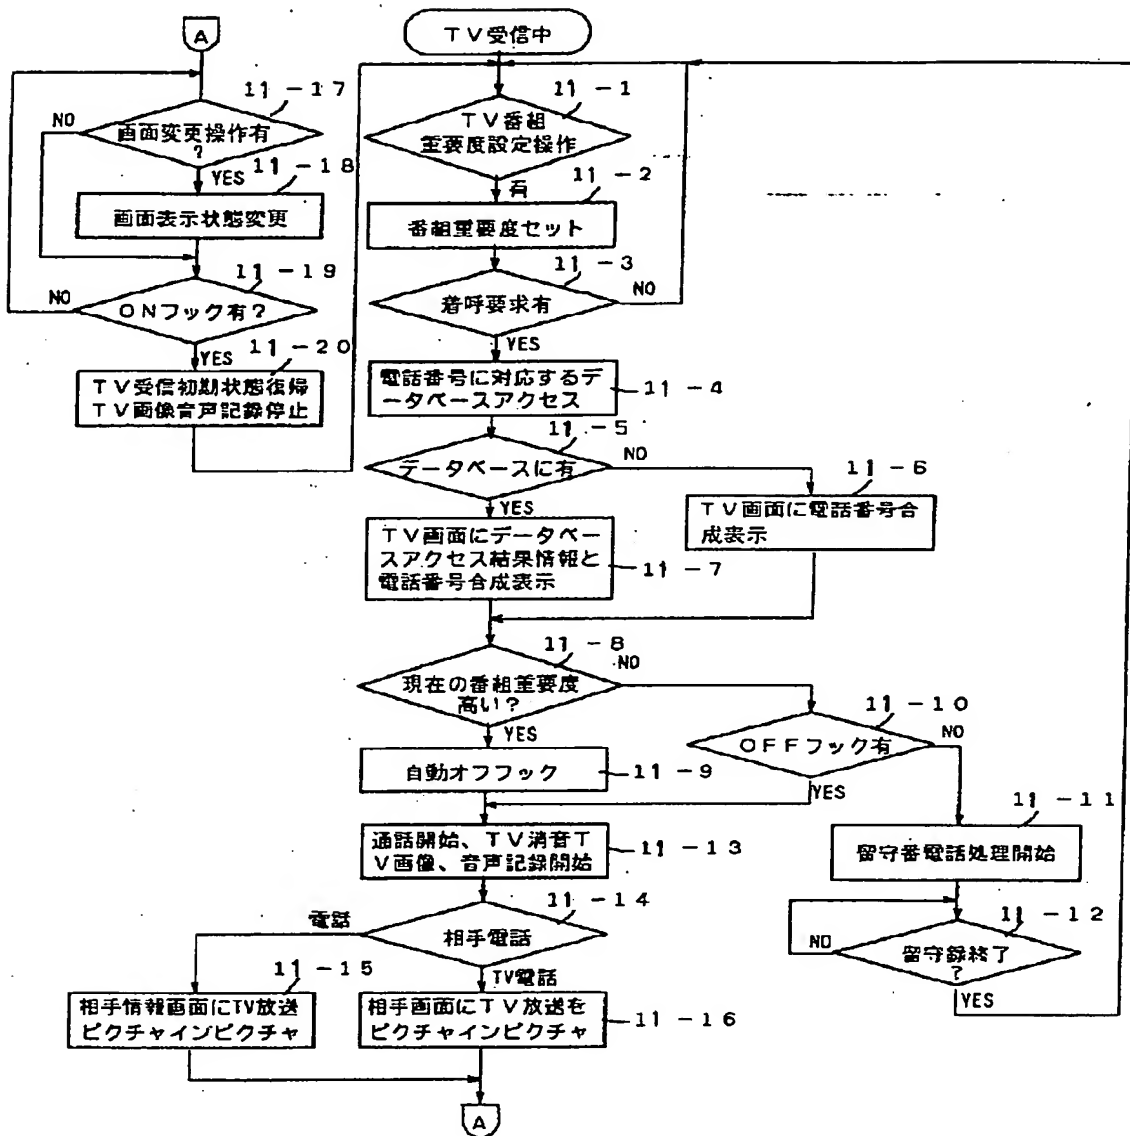 A
11-17
画面変更操作有
?
NO
YES
11-18
画面表示状態変更
11-19
ONフック有?
NO
YES
11-20
TV受信初期状態復帰
TV画像音声記録停止
TV受信中
11-1
TV番組
重要度設定操作
有
11-2
番組重要度セット
11-3
着呼要求有
NO
YES
電話番号に対応するデ
ータベースアクセス
11-4
11-5
データベースに有
NO
YES
11-6
TV画面に電話番号合
成表示
TV画面にデータベー
スアクセス結果情報と
電話番号合成表示
11-7
11-8
現在の番組重要度
高い?
NO
YES
自動オフフック
11-9
11-10
OFFフック有
NO
YES
11-11
留守番電話処理開始
11-12
留守録終了
?
NO
YES
通話開始、TV消音T
V画像、音声記録開始
11-13
11-14
相手電話
電話
TV電話
11-15
相手情報画面にTV放送
ピクチャインピクチャ
相手画面にTV放送を
ピクチャインピクチャ
11-16
A